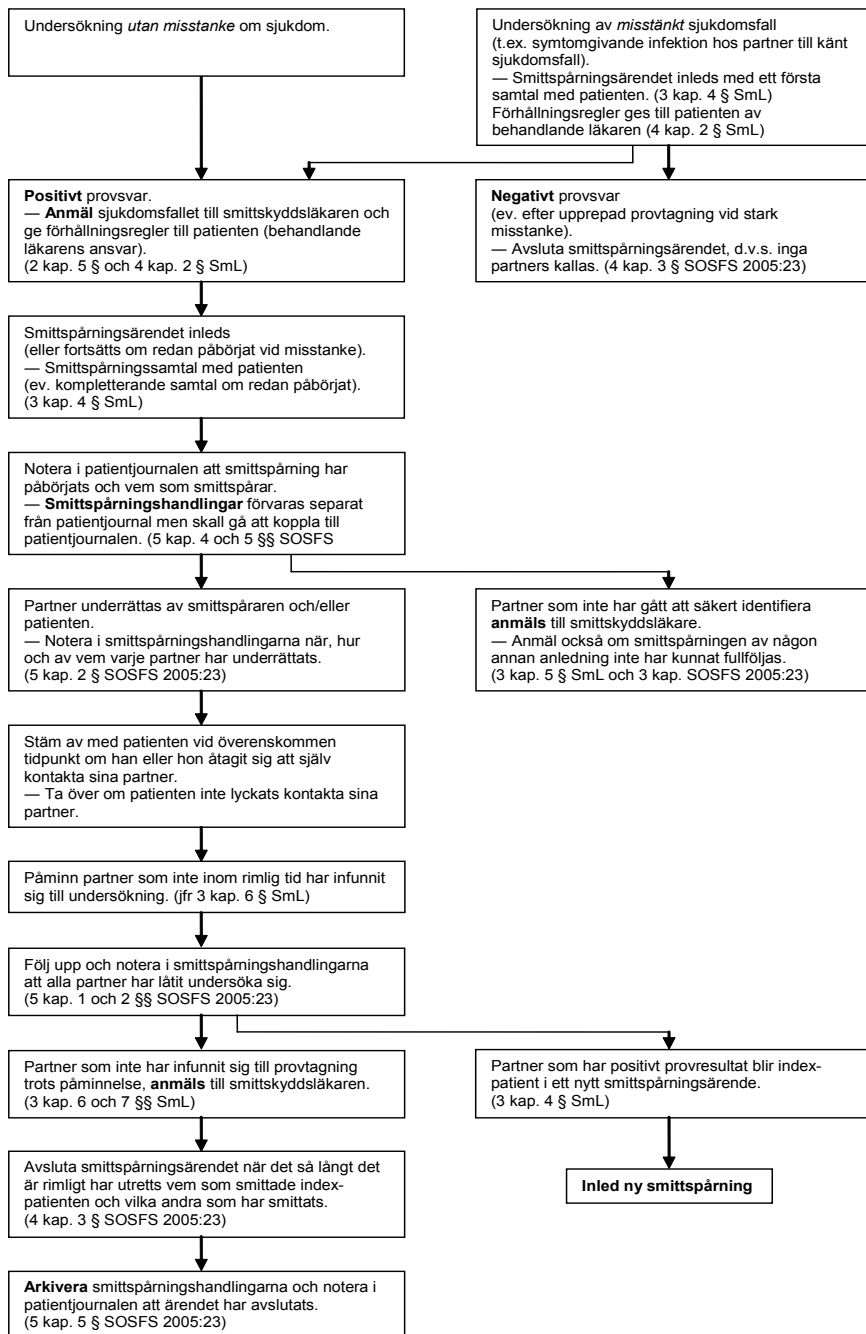 Undersökning utan misstanke om sjukdom.
Undersökning av misstänkt sjukdomsfall
(t.ex. symtomgivande infektion hos partner till känt
sjukdomsfall).
— Smittspårningsärendet inleds med ett första
samtal med patienten. (3 kap. 4 § SmL)
Förhållningsregler ges till patienten av
behandlande läkaren (4 kap. 2 § SmL)
Positivt provsvar.
— Anmäl sjukdomsfallet till smittskyddsläkaren och
ge förhållningsregler till patienten (behandlande
läkarens ansvar).
(2 kap. 5 § och 4 kap. 2 § SmL)
Negativt provsvar
(ev. efter upprepad provtagning vid stark
misstanke).
— Avsluta smittspårningsärendet, d.v.s. inga
partners kallas. (4 kap. 3 § SOSFS 2005:23)
Smittspårningsärendet inleds
(eller fortsätts om redan påbörjat vid misstanke).
— Smittspårningssamtal med patienten
(ev. kompletterande samtal om redan påbörjat).
(3 kap. 4 § SmL)
Notera i patientjournalen att smittspårning har
påbörjats och vem som smittspårar.
— Smittspårningshandlingar förvaras separat
från patientjournal men skall gå att koppla till
patientjournalen. (5 kap. 4 och 5 §§ SOSFS
Partner underrättas av smittspåraren och/eller
patienten.
— Notera i smittspårningshandlingarna när, hur
och av vem varje partner har underrättats.
(5 kap. 2 § SOSFS 2005:23)
Partner som inte har gått att säkert identifiera
anmäls till smittskyddsläkare.
— Anmäl också om smittspårningen av någon
annan anledning inte har kunnat fullföljas.
(3 kap. 5 § SmL och 3 kap. SOSFS 2005:23)
Stäm av med patienten vid överenskommen
tidpunkt om han eller hon åtagit sig att själv
kontakta sina partner.
— Ta över om patienten inte lyckats kontakta sina
partner.
Påminn partner som inte inom rimlig tid har infunnit
sig till undersökning. (jfr 3 kap. 6 § SmL)
Följ upp och notera i smittspårningshandlingarna
att alla partner har låtit undersöka sig.
(5 kap. 1 och 2 §§ SOSFS 2005:23)
Partner som inte har infunnit sig till provtagning
trots påminnelse, anmäls till smittskyddsläkaren.
(3 kap. 6 och 7 §§ SmL)
Partner som har positivt provresultat blir index-
patient i ett nytt smittspårningsärende.
(3 kap. 4 § SmL)
Avsluta smittspårningsärendet när det så långt det
är rimligt har utretts vem som smittade index-
patienten och vilka andra som har smittats.
(4 kap. 3 § SOSFS 2005:23)
Inled ny smittspårning
Arkivera smittspårningshandlingarna och notera i
patientjournalen att ärendet har avslutats.
(5 kap. 5 § SOSFS 2005:23)